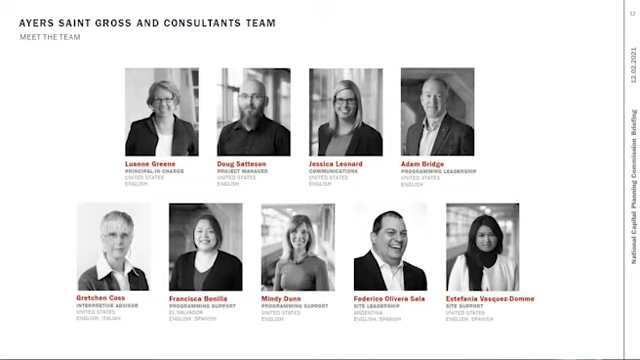 AYERS SAINT GROSS AND CONSULTANTS TEAM
MEET THE TEAM
Luanne Greene
PRINCIPAL-IN-CHARGE
UNITED STATES
ENGLISH
Doug Satteson
PROJECT MANAGER
UNITED STATES
ENGLISH
Jessica Leonard
COMMUNICATIONS
UNITED STATES
ENGLISH
Adam Bridge
PROGRAMMING LEADERSHIP
UNITED STATES
ENGLISH
Gretchen Coss
INTERPRETIVE ADVISOR
UNITED STATES
ENGLISH, ITALIAN
Francisca Bonilla
PROGRAMMING SUPPORT
EL SALVADOR
ENGLISH, SPANISH
Mindy Dunn
PROGRAMMING SUPPORT
UNITED STATES
ENGLISH
Federico Olivera Sala
SITE LEADERSHIP
ARGENTINA
ENGLISH, SPANISH
Estefania Vasquez-Domme
SITE SUPPORT
UNITED STATES
ENGLISH, SPANISH
12.02.2021
National Capital Planning Commission Briefing